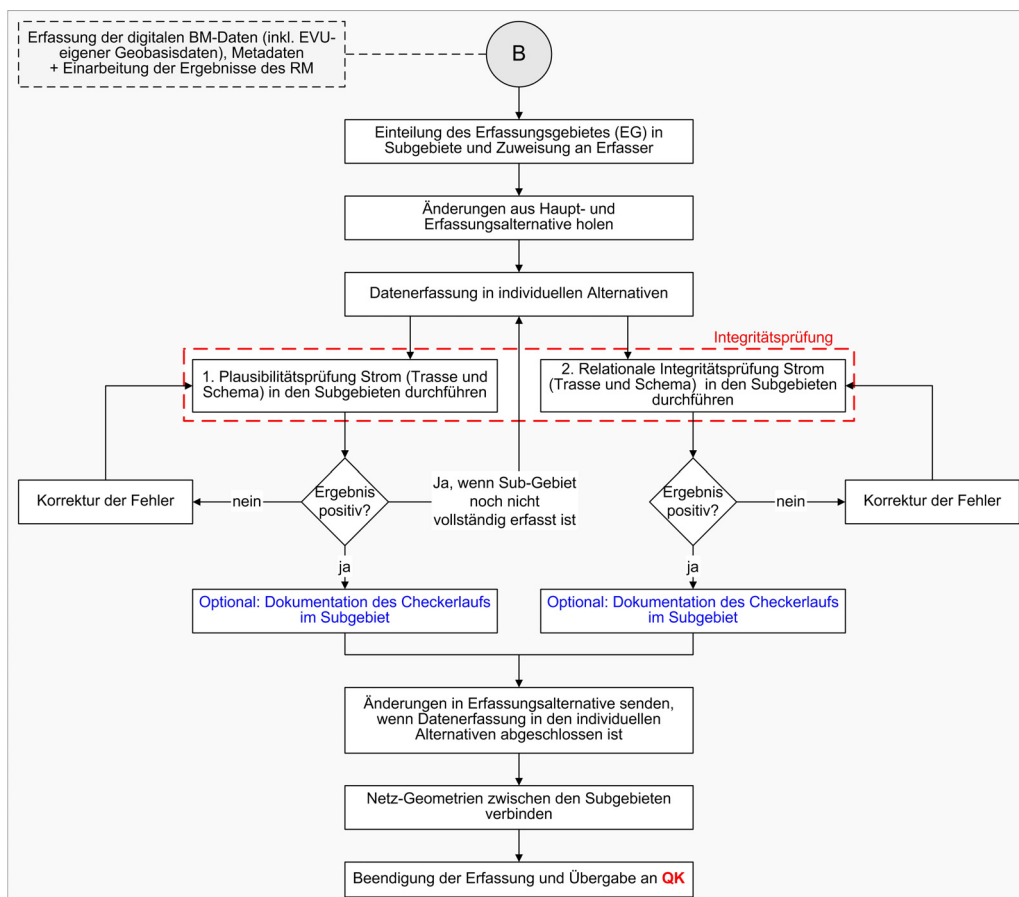 Erfassung der digitalen BM-Daten (inkl. EVU-
eigener Geobasisdaten), Metadaten
+ Einarbeitung der Ergebnisse des RM
B
Einteilung des Erfassungsgebietes (EG) in
Subgebiete und Zuweisung an Erfasser
Änderungen aus Haupt- und
Erfassungsalternative holen
Datenerfassung in individuellen Alternativen
Integritätsprüfung
1. Plausibilitätsprüfung Strom (Trasse und
Schema) in den Subgebieten durchführen
2. Relationale Integritätsprüfung Strom
(Trasse und Schema) in den Subgebieten
durchführen
Korrektur der Fehler
nein
Ergebnis
positiv?
Ja, wenn Sub-Gebiet
noch nicht
vollständig erfasst ist
Ergebnis
positiv?
nein
Korrektur der Fehler
ja
ja
Optional: Dokumentation des Checkerlaufs
im Subgebiet
Optional: Dokumentation des Checkerlaufs
im Subgebiet
Änderungen in Erfassungsalternative senden,
wenn Datenerfassung in den individuellen
Alternativen abgeschlossen ist
Netz-Geometrien zwischen den Subgebieten
verbinden
Beendigung der Erfassung und Übergabe an QK